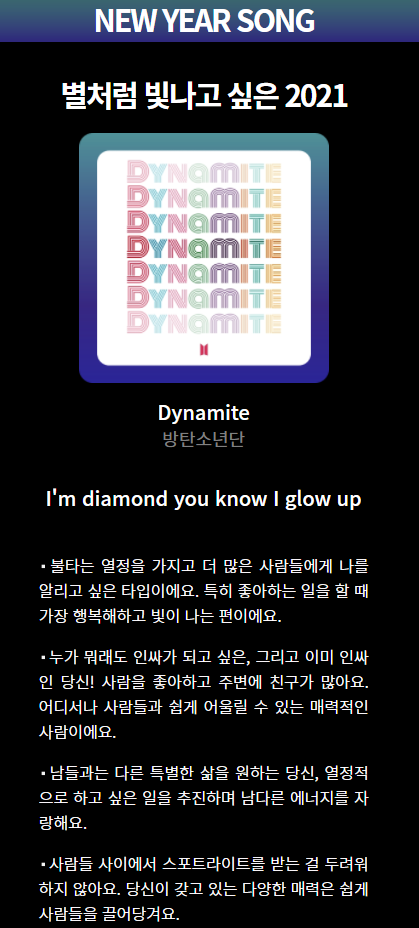 NEW YEAR SONG
별처럼 빛나고 싶은 2021
DYNAMITE
DYNAMITE
DYNAMITE
DYNAMITE
DYNAMITE
DYNAMITE
DYNAMITE
Dynamite
방탄소년단
I'm diamond you know I glow up
▪불타는 열정을 가지고 더 많은 사람들에게 나를
알리고 싶은 타입이에요. 특히 좋아하는 일을 할 때
가장 행복해하고 빛이 나는 편이에요.
▪누가 뭐래도 인싸가 되고 싶은, 그리고 이미 인싸
인 당신! 사람을 좋아하고 주변에 친구가 많아요.
어디서나 사람들과 쉽게 어울릴 수 있는 매력적인
사람이에요.
▪남들과는 다른 특별한 삶을 원하는 당신, 열정적
으로 하고 싶은 일을 추진하며 남다른 에너지를 자
랑해요.
▪사람들 사이에서 스포트라이트를 받는 걸 두려워
하지 않아요. 당신이 갖고 있는 다양한 매력은 쉽게
사람들을 끌어당겨요.